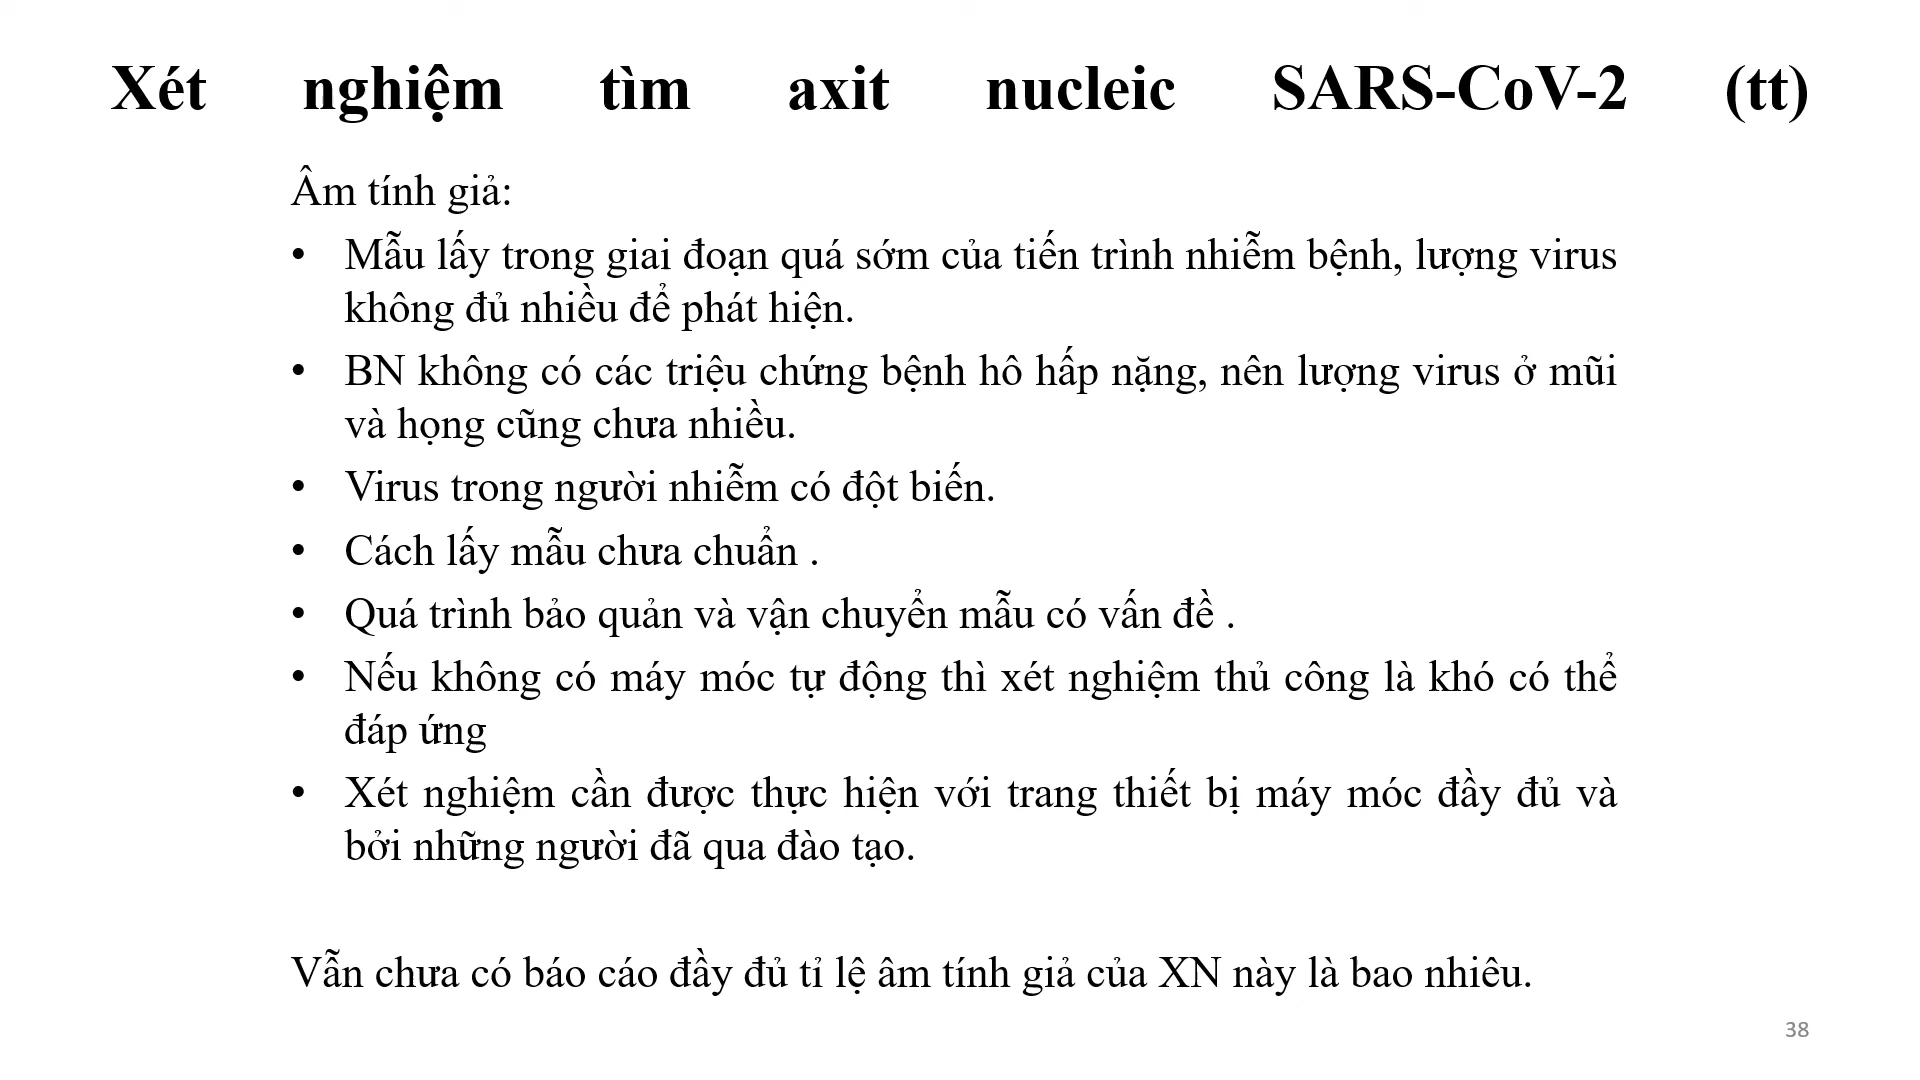 Xét nghiệm tìm axit nucleic SARS-CoV-2 (tt)
Âm tính giả:
• Mẫu lấy trong giai đoạn quá sớm của tiến trình nhiễm bệnh, lượng virus
không đủ nhiều để phát hiện.
• BN không có các triệu chứng bệnh hô hấp nặng, nên lượng virus ở mũi
và họng cũng chưa nhiều.
• Virus trong người nhiễm có đột biến.
• Cách lấy mẫu chưa chuẩn .
• Quá trình bảo quản và vận chuyển mẫu có vấn đề .
• Nếu không có máy móc tự động thì xét nghiệm thủ công là khó có thể
đáp ứng
• Xét nghiệm cần được thực hiện với trang thiết bị máy móc đầy đủ và
bởi những người đã qua đào tạo.
Vẫn chưa có báo cáo đầy đủ tỉ lệ âm tính giả của XN này là bao nhiêu.
38